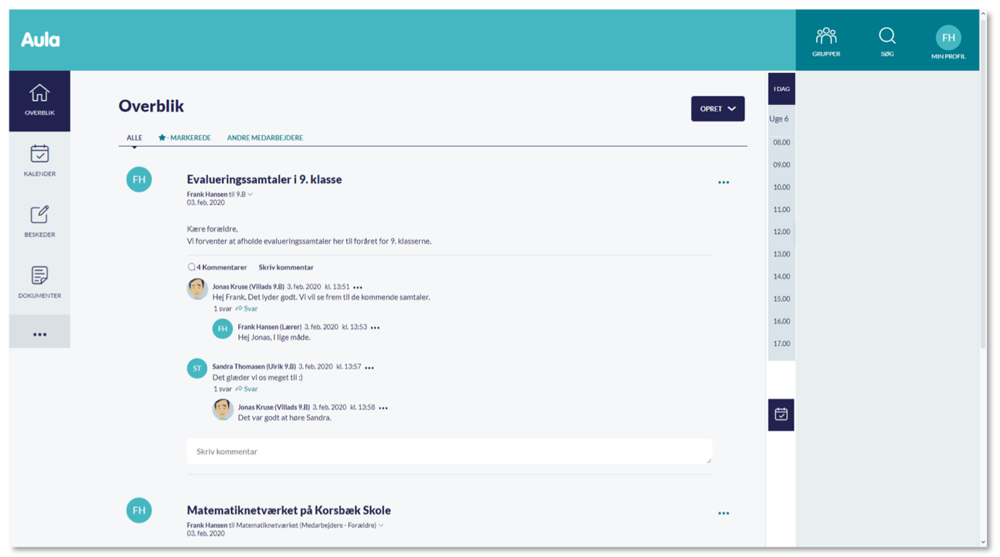 Aula
GRUPPER
SØG
FH
MIN PROFIL
OVERBLIK
KALENDER
BESKEDER
DOKUMENTER
Overblik
OPRET
ALLE
- MARKEREDE
ANDRE MEDARBEJDERE
FH
Evalueringssamtaler i 9. klasse
Frank Hansen til 9.B
03. feb. 2020
Kære forældre,
Vi forventer at afholde evalueringssamtaler her til foråret for 9. klasserne.
4 Kommentarer
Skriv kommentar
Jonas Kruse (Villads 9.B) 3. feb. 2020 kl. 13:51
Hej Frank, Det lyder godt. Vi vil se frem til de kommende samtaler.
1 svar Svar
FH
Frank Hansen (Lærer) 3. feb. 2020 kl. 13:53
Hej Jonas, I lige måde.
ST
Sandra Thomasen (Ulrik 9.B) 3. feb. 2020 kl. 13:57
Det glæder vi os meget til :)
1 svar Svar
Jonas Kruse (Villads 9.B) 3. feb. 2020 kl. 13:58
Det var godt at høre Sandra.
Skriv kommentar
FH
Matematiknetværket på Korsbæk Skole
Frank Hansen til Matematiknetværket (Medarbejdere - Forældre)
03. feb. 2020
I DAG
Uge 6
08.00
09.00
10.00
11.00
12.00
13.00
14.00
15.00
16.00
17.00